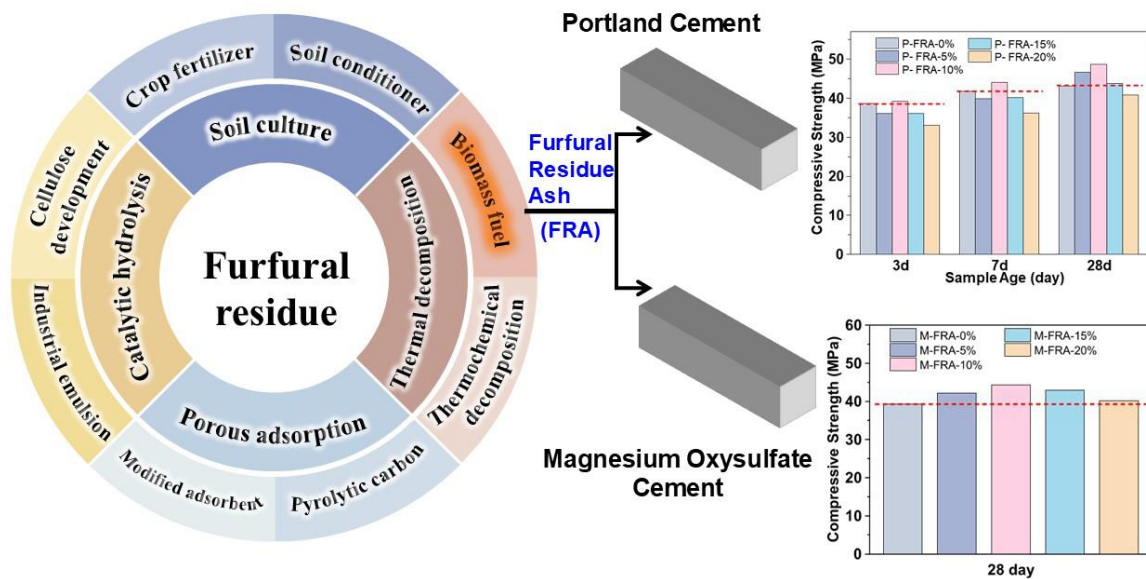 Crop fertilizer
Soil conditioner
Soil culture
Cellulose
development
Catalytic hydrolysis
Industrial emulsion
Furfural
residue
Thermal decomposition
Biomass fuel
Thermochemical
decomposition
Porous adsorption
Modified adsorbent
Pyrolytic carbon
Furfural
Residue
Ash
(FRA)
Portland Cement
Magnesium Oxysulfate
Cement
Compressive Strength (MPa)
P-FRA-0%
P-FRA-15%
P-FRA-5%
P-FRA-20%
P-FRA-10%
50
40
30
20
10
0
3d
7d
28d
Sample Age (day)
Compressive Strength (MPa)
M-FRA-0%
M-FRA-15%
M-FRA-5%
M-FRA-20%
M-FRA-10%
60
50
40
30
20
10
0
28 day